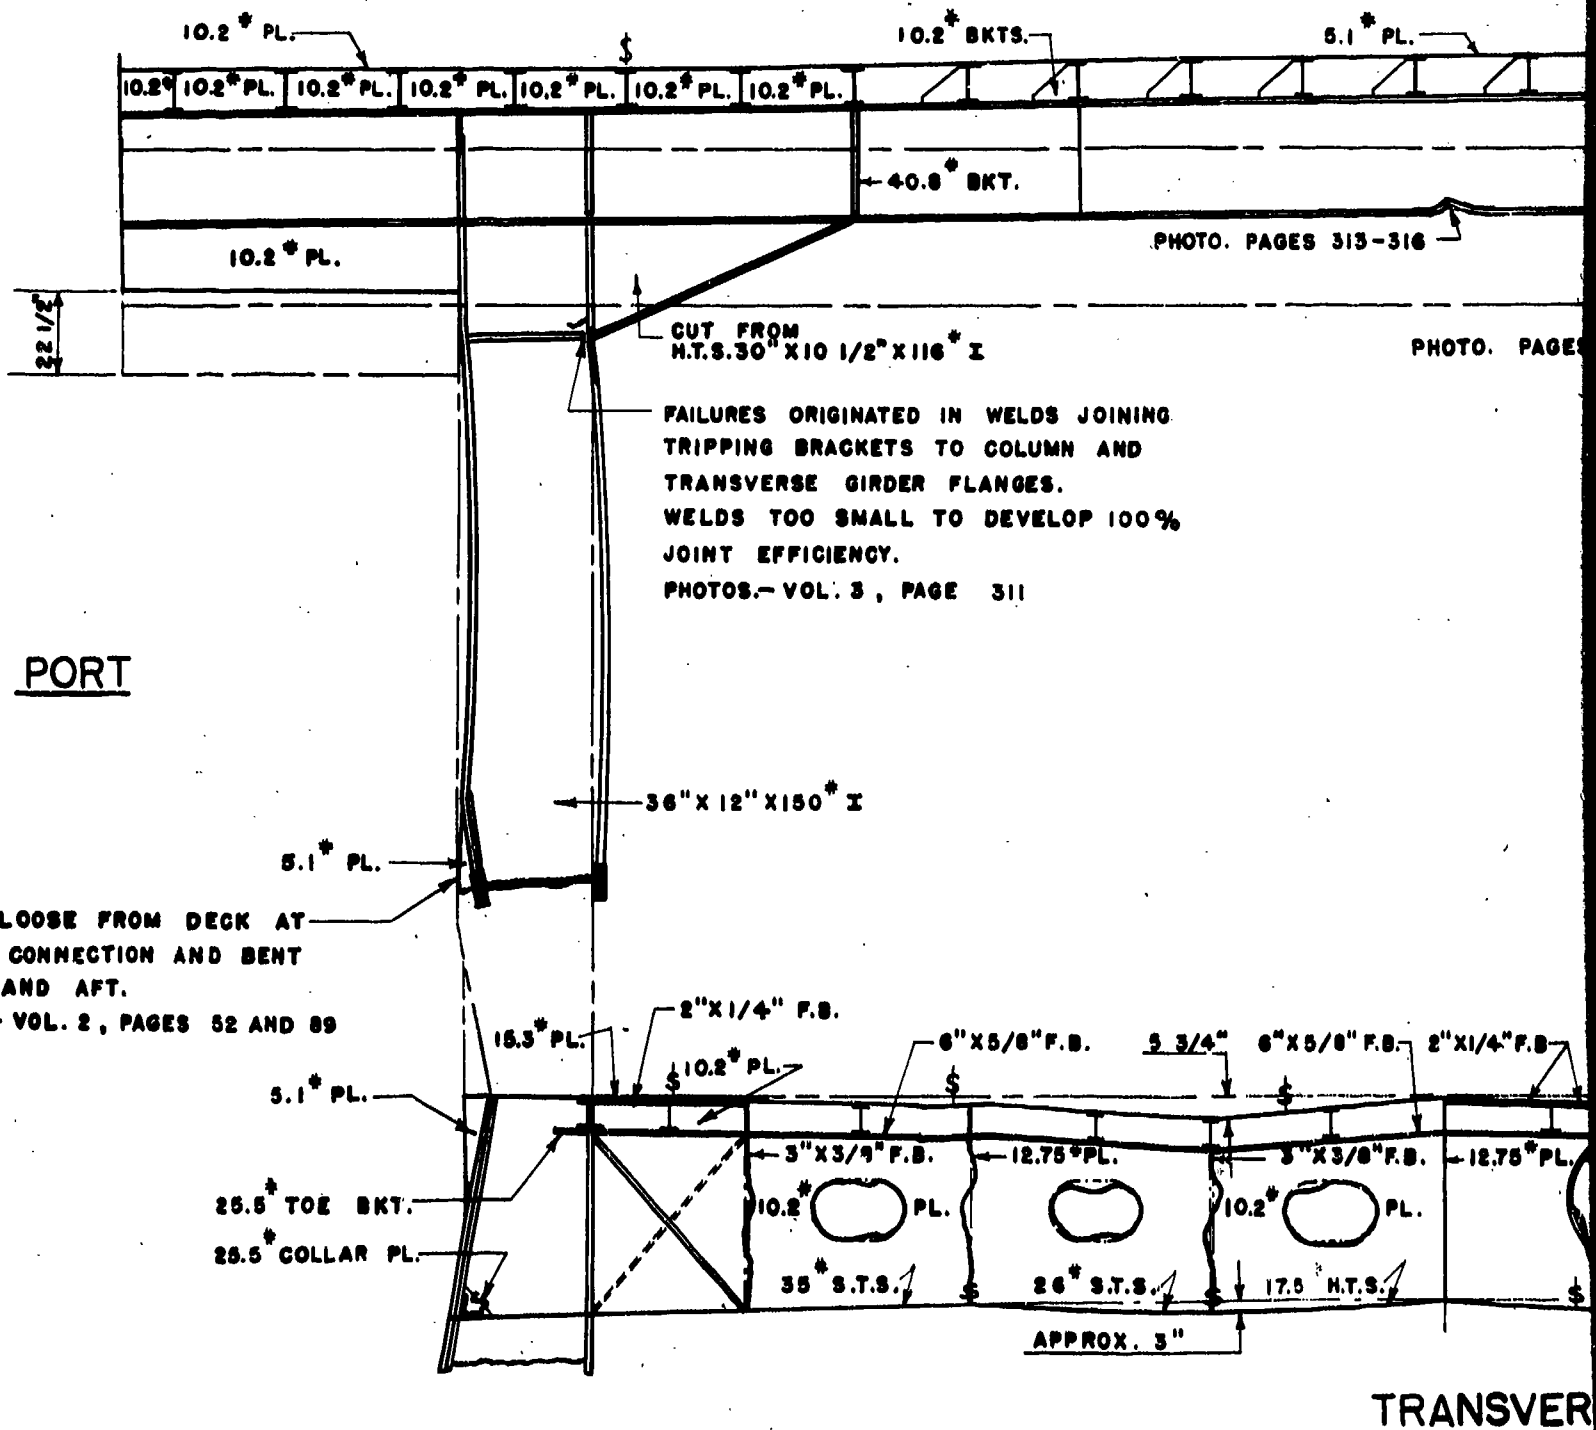 10.2# PL.
10.2# BKTS.
5.1# PL.
10.2# 10.2# PL. 10.2# PL. 10.2# PL. 10.2# PL. 10.2# PL. 10.2# PL.
40.8# BKT.
PHOTO. PAGES 313-316
10.2# PL.
22 1/2"
CUT FROM
H.T.S. 30" X 10 1/2" X 116# I
PHOTO. PAGES
FAILURES ORIGINATED IN WELDS JOINING
TRIPPING BRACKETS TO COLUMN AND
TRANSVERSE GIRDER FLANGES.
WELDS TOO SMALL TO DEVELOP 100%
JOINT EFFICIENCY.
PHOTOS.- VOL. 3, PAGE 311
PORT
36" X 12" X 150# I
5.1# PL.
LOOSE FROM DECK AT
CONNECTION AND BENT
AND AFT.
- VOL. 2, PAGES 52 AND 89
2" X 1/4" F.B.
15.3# PL.
10.2# PL.
6" X 5/8" F.B.
5 3/4"
6" X 5/8" F.B.
2" X 1/4" F.B
5.1# PL.
3" X 3/8" F.B.
12.75# PL.
3" X 3/8" F.B.
12.75# PL.
25.5# TOE BKT.
10.2# PL.
10.2# PL.
25.5# COLLAR PL.
35# S.T.S.
26# S.T.S.
17.5# H.T.S.
APPROX. 3"
TRANSVER